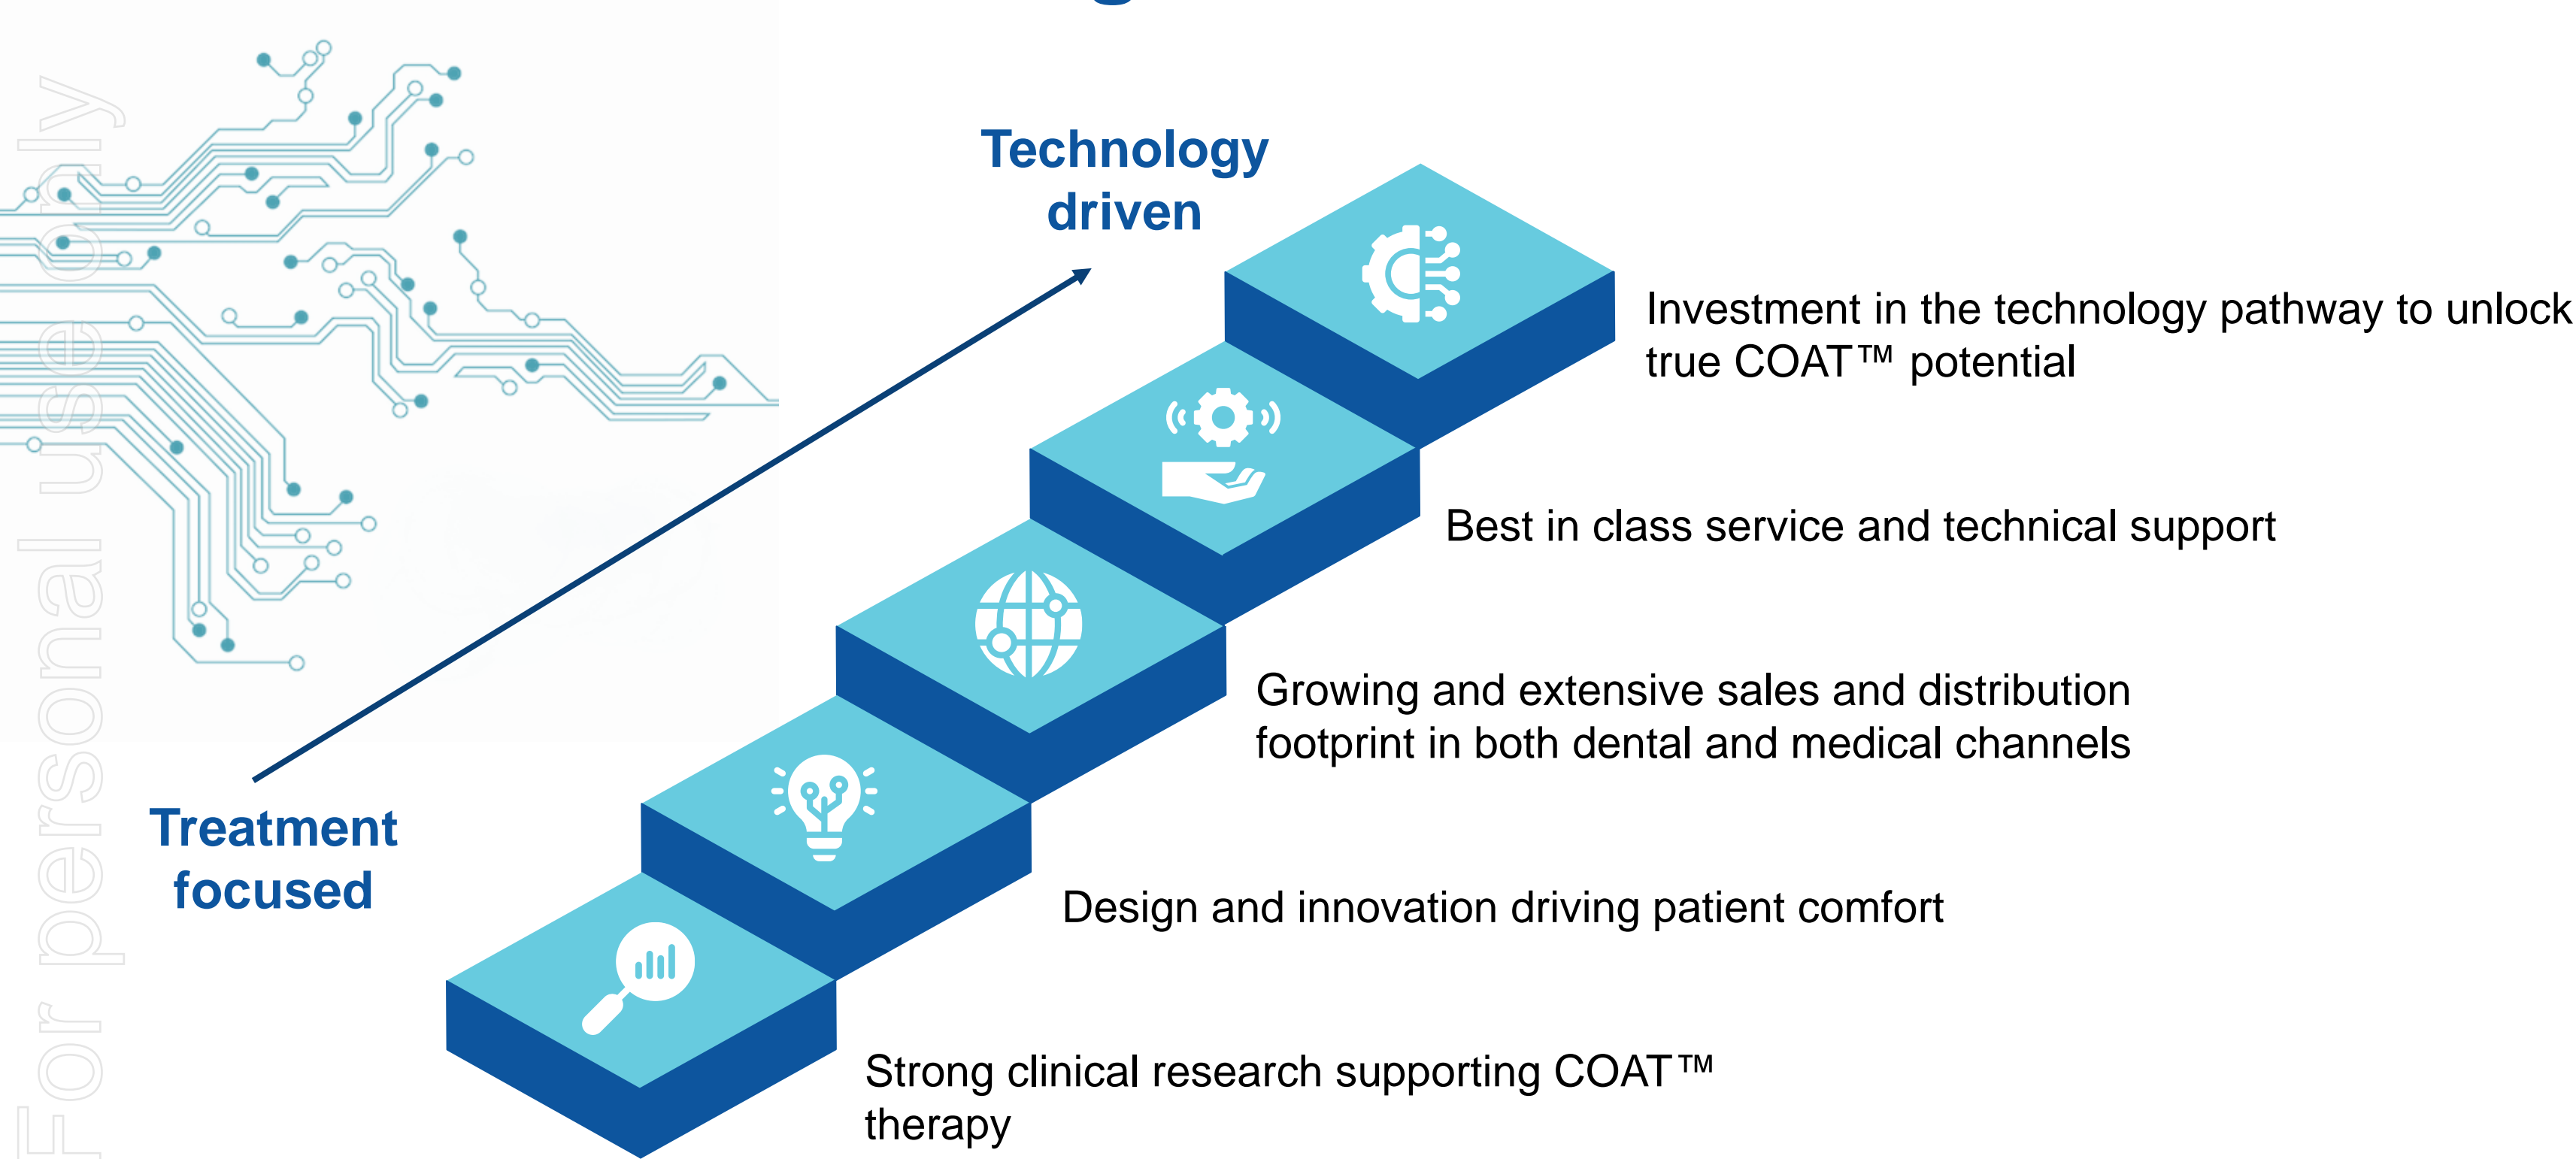 Technology
driven
Investment in the technology pathway to unlock
true COAT™ potential
Best in class service and technical support
Growing and extensive sales and distribution
footprint in both dental and medical channels
Treatment
focused
Design and innovation driving patient comfort
Strong clinical research supporting COAT™
therapy
For personal use only